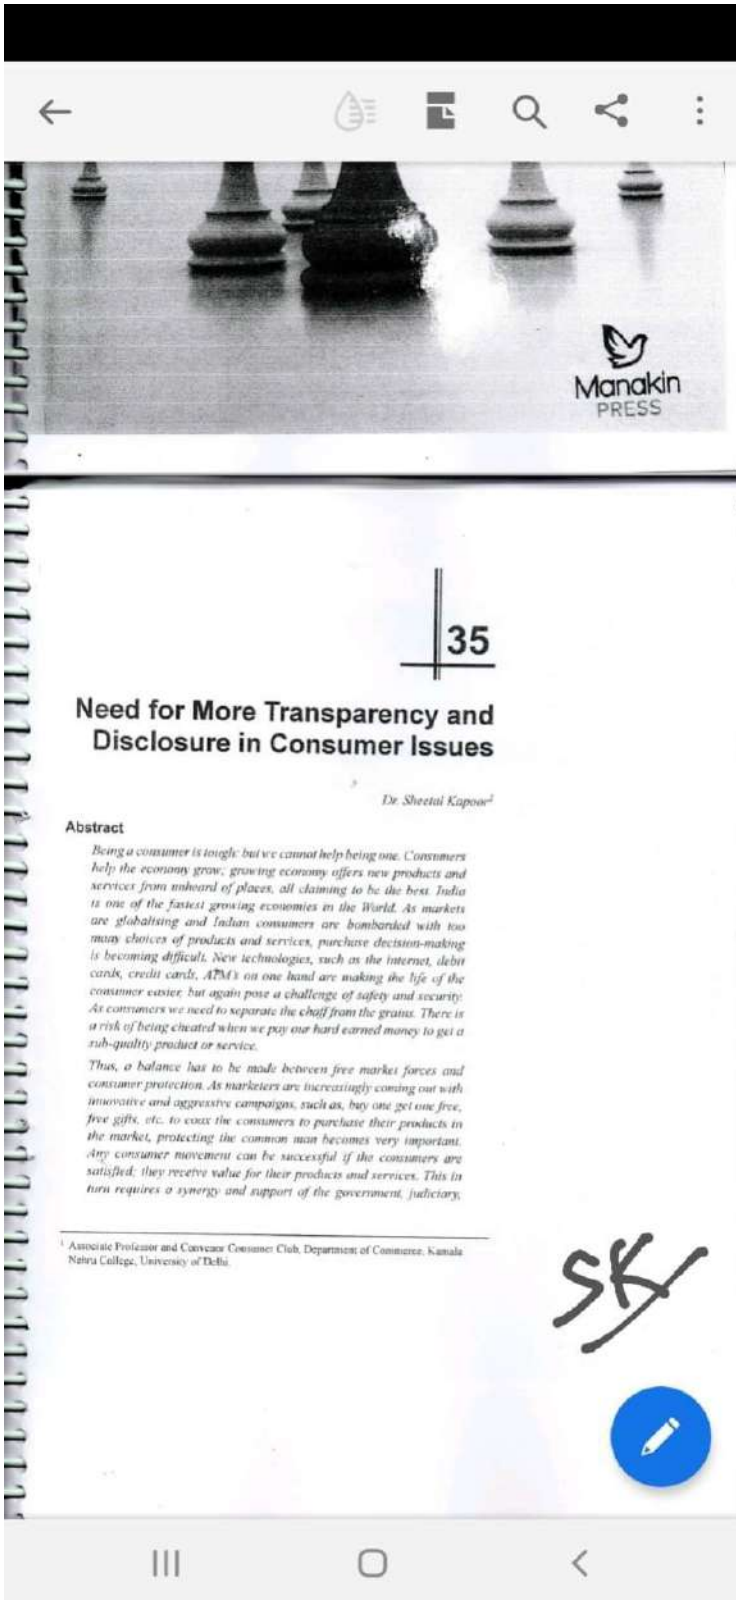 Manakin
PRESS
35
Need for More Transparency and
Disclosure in Consumer Issues
Dr. Sheetal Kapoor¹
Abstract
Being a consumer is tough: but we cannot help being one. Consumers
help the economy grow; growing economy offers new products and
services from unheard of places, all claiming to be the best. India
is one of the fastest growing economies in the World. As markets
are globalising and Indian consumers are bombarded with too
many choices of products and services, purchase decision-making
is becoming difficult. New technologies, such as the internet, debit
cards, credit cards, ATM's on one hand are making the life of the
consumer easier, but again pose a challenge of safety and security.
As consumers we need to separate the chaff from the grains. There is
a risk of being cheated when we pay our hard earned money to get a
sub-quality product or service.
Thus, a balance has to be made between free market forces and
consumer protection. As marketers are increasingly coming out with
innovative and aggressive campaigns, such as, buy one get one free,
free gifts, etc. to coax the consumers to purchase their products in
the market, protecting the common man becomes very important.
Any consumer movement can be successful if the consumers are
satisfied; they receive value for their products and services. This in
turn requires a synergy and support of the government, judiciary,
¹ Associate Professor and Convenor Consumer Club, Department of Commerce, Kamala
Nehru College, University of Delhi.
SK